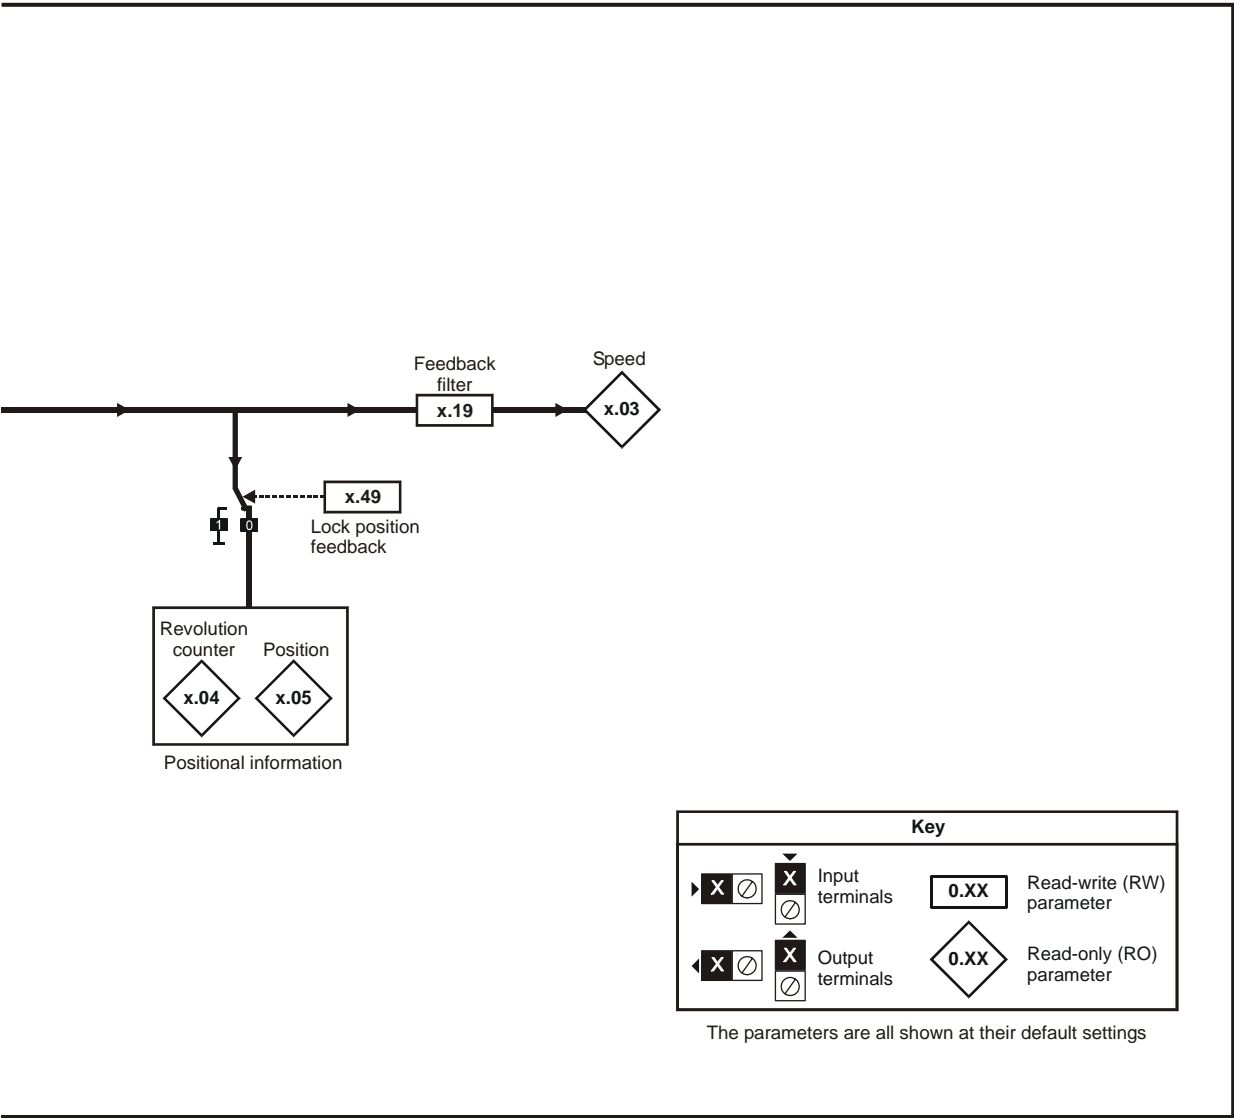 Feedback
filter
x.19
Speed
x.03
x.49
Lock position
feedback
1 0
Revolution
counter
Position
x.04
x.05
Positional information
Key
X
X
Input
terminals
0.XX
Read-write (RW)
parameter
X
X
Output
terminals
0.XX
Read-only (RO)
parameter
The parameters are all shown at their default settings